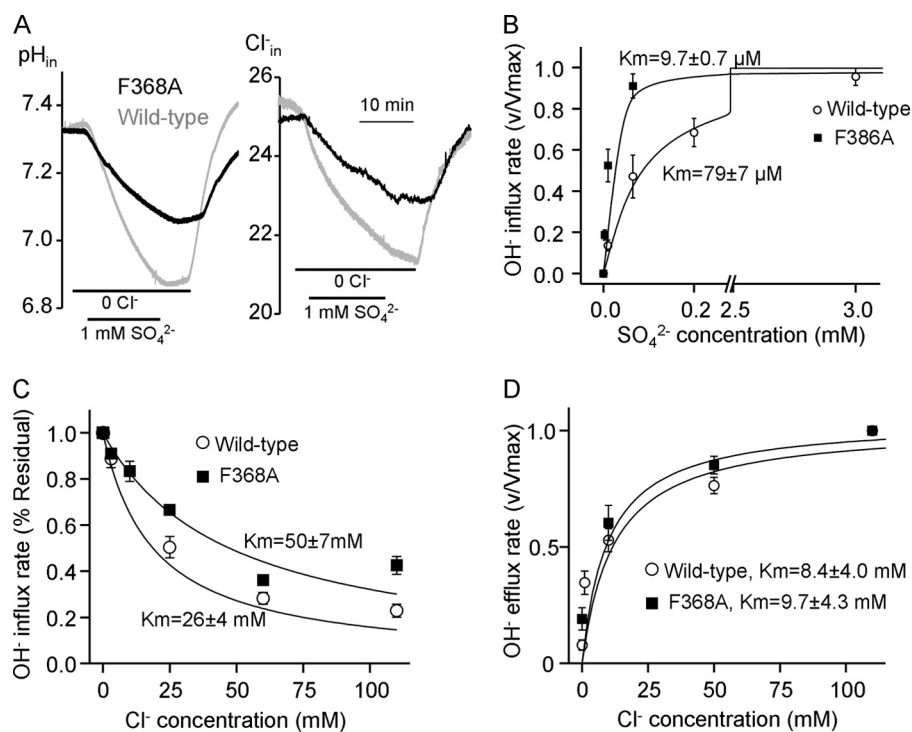 A
pHin
7.4
7.2
7.0
6.8
F368A
Wild-type
0 Cl-
1 mM SO42-
Cl-in
26
24
22
20
10 min
0 Cl-
1 mM SO42-
B
OH- influx rate (v/Vmax)
1.0
0.8
0.6
0.4
0.2
0.0
Km=9.7±0.7 µM
Km=79±7 µM
Wild-type
F386A
0.0
0.2
2.5
3.0
SO42- concentration (mM)
C
OH- influx rate (% Residual)
1.0
0.8
0.6
0.4
0.2
0.0
Wild-type
F368A
Km=50±7mM
Km=26±4 mM
0
25
50
75
100
Cl- concentration (mM)
D
OH- efflux rate (v/Vmax)
1.0
0.5
0
Wild-type, Km=8.4±4.0 mM
F368A, Km=9.7±4.3 mM
0
25
50
75
100
Cl- concentration (mM)